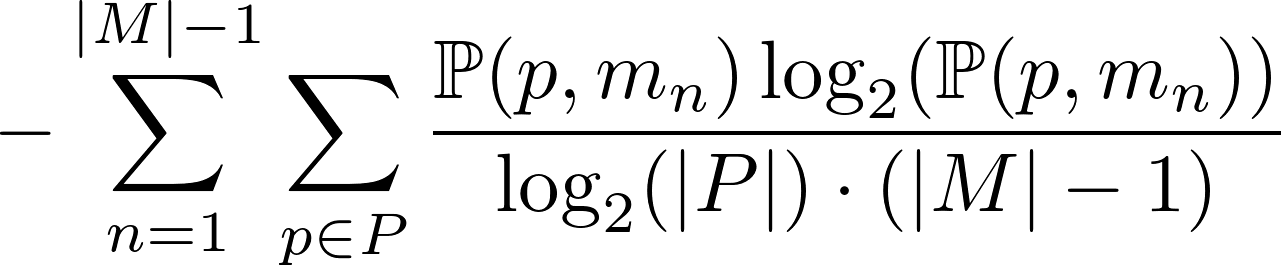 $-\sum_{n=1}^{|M|-1} \sum_{p \in P} \frac{\mathbb{P}(p, m_n) \log_2(\mathbb{P}(p, m_n))}{\log_2(|P|) \cdot (|M| - 1)}$